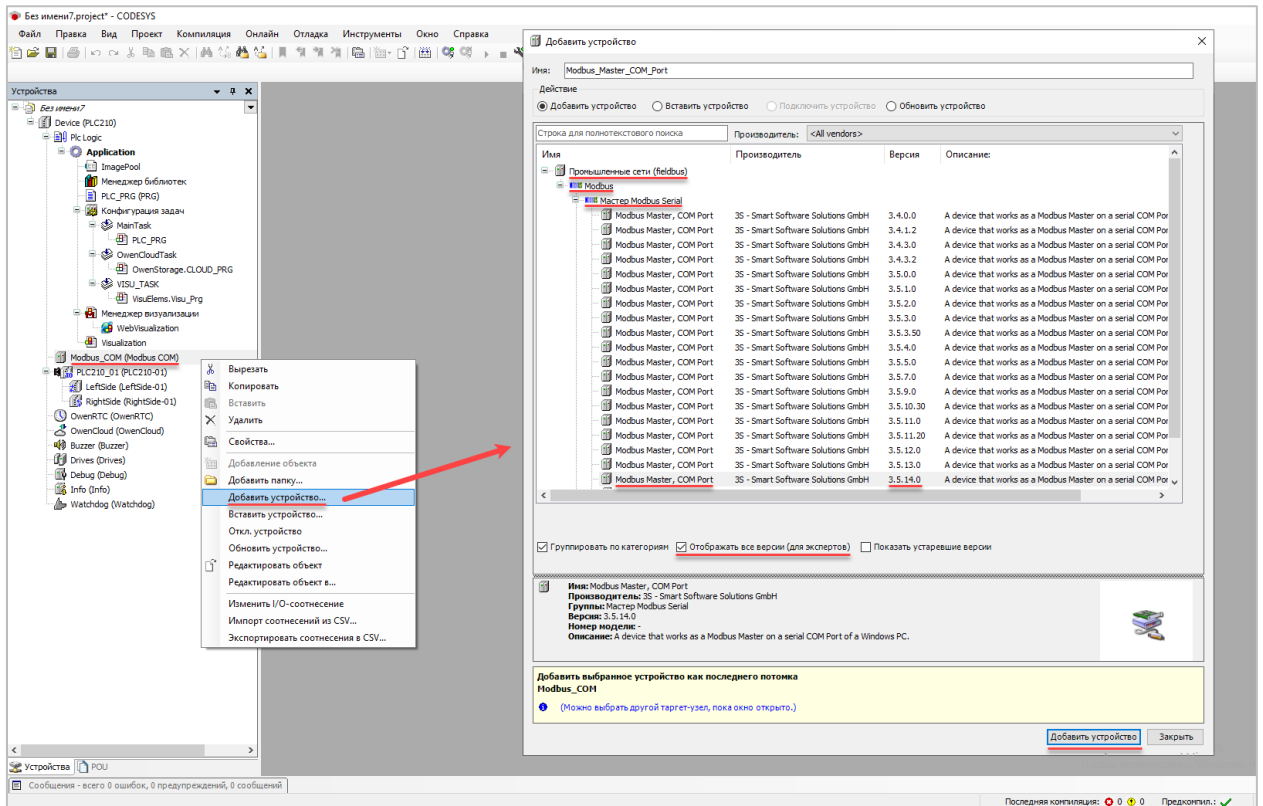 Без имени7.project* - CODESYS
Файл Правка Вид Проект Компиляция Онлайн Отладка Инструменты Окно Справка
Устройства
Без имени7
Device (PLC210)
Plc Logic
Application
ImagePool
Менеджер библиотек
PLC_PRG (PRG)
Конфигурация задач
MainTask
PLC_PRG
OwenCloudTask
OwenStorage.CLOUD_PRG
VISU_TASK
VisuElems.Visu_Prg
Менеджер визуализации
WebVisualization
Visualization
Modbus_COM (Modbus COM)
PLC210_01 (PLC210-01)
LeftSide (LeftSide-01)
RightSide (RightSide-01)
OwenRTC (OwenRTC)
OwenCloud (OwenCloud)
Buzzer (Buzzer)
Drives (Drives)
Debug (Debug)
Info (Info)
Watchdog (Watchdog)
Вырезать
Копировать
Вставить
Удалить
Свойства...
Добавление объекта
Добавить папку...
Добавить устройство...
Вставить устройство...
Откл. устройство
Обновить устройство...
Редактировать объект
Редактировать объект в...
Изменить I/O-соотнесение
Импорт соотнесений из CSV...
Экспортировать соотнесения в CSV...
Устройства POU
Сообщения - всего 0 ошибок, 0 предупреждений, 0 сообщений
Добавить устройство
Имя: Modbus_Master_COM_Port
Действие
Добавить устройство Вставить устройство Подключить устройство Обновить устройство
Строка для полнотекстового поиска Производитель: <All vendors>
Имя Производитель Версия Описание:
Промышленные сети (fieldbus)
Modbus
Мастер Modbus Serial
Modbus Master, COM Port 3S - Smart Software Solutions GmbH 3.4.0.0 A device that works as a Modbus Master on a serial COM Por
Modbus Master, COM Port 3S - Smart Software Solutions GmbH 3.4.1.2 A device that works as a Modbus Master on a serial COM Por
Modbus Master, COM Port 3S - Smart Software Solutions GmbH 3.4.3.0 A device that works as a Modbus Master on a serial COM Por
Modbus Master, COM Port 3S - Smart Software Solutions GmbH 3.4.3.2 A device that works as a Modbus Master on a serial COM Por
Modbus Master, COM Port 3S - Smart Software Solutions GmbH 3.5.0.0 A device that works as a Modbus Master on a serial COM Por
Modbus Master, COM Port 3S - Smart Software Solutions GmbH 3.5.1.0 A device that works as a Modbus Master on a serial COM Por
Modbus Master, COM Port 3S - Smart Software Solutions GmbH 3.5.2.0 A device that works as a Modbus Master on a serial COM Por
Modbus Master, COM Port 3S - Smart Software Solutions GmbH 3.5.3.0 A device that works as a Modbus Master on a serial COM Por
Modbus Master, COM Port 3S - Smart Software Solutions GmbH 3.5.3.50 A device that works as a Modbus Master on a serial COM Por
Modbus Master, COM Port 3S - Smart Software Solutions GmbH 3.5.4.0 A device that works as a Modbus Master on a serial COM Por
Modbus Master, COM Port 3S - Smart Software Solutions GmbH 3.5.5.0 A device that works as a Modbus Master on a serial COM Por
Modbus Master, COM Port 3S - Smart Software Solutions GmbH 3.5.7.0 A device that works as a Modbus Master on a serial COM Por
Modbus Master, COM Port 3S - Smart Software Solutions GmbH 3.5.9.0 A device that works as a Modbus Master on a serial COM Por
Modbus Master, COM Port 3S - Smart Software Solutions GmbH 3.5.10.30 A device that works as a Modbus Master on a serial COM Por
Modbus Master, COM Port 3S - Smart Software Solutions GmbH 3.5.11.0 A device that works as a Modbus Master on a serial COM Por
Modbus Master, COM Port 3S - Smart Software Solutions GmbH 3.5.11.20 A device that works as a Modbus Master on a serial COM Por
Modbus Master, COM Port 3S - Smart Software Solutions GmbH 3.5.12.0 A device that works as a Modbus Master on a serial COM Por
Modbus Master, COM Port 3S - Smart Software Solutions GmbH 3.5.13.0 A device that works as a Modbus Master on a serial COM Por
Modbus Master, COM Port 3S - Smart Software Solutions GmbH 3.5.14.0 A device that works as a Modbus Master on a serial COM Por
Группировать по категориям Отображать все версии (для экспертов) Показать устаревшие версии
Имя: Modbus Master, COM Port
Производитель: 3S - Smart Software Solutions GmbH
Группы: Мастер Modbus Serial
Версия: 3.5.14.0
Номер модели: -
Описание: A device that works as a Modbus Master on a serial COM Port of a Windows PC.
Добавить выбранное устройство как последнего потомка
Modbus_COM
(Можно выбрать другой таргет-узел, пока окно открыто.)
Добавить устройство Закрыть
Последняя компиляция: 0 0 Предкомпил.: